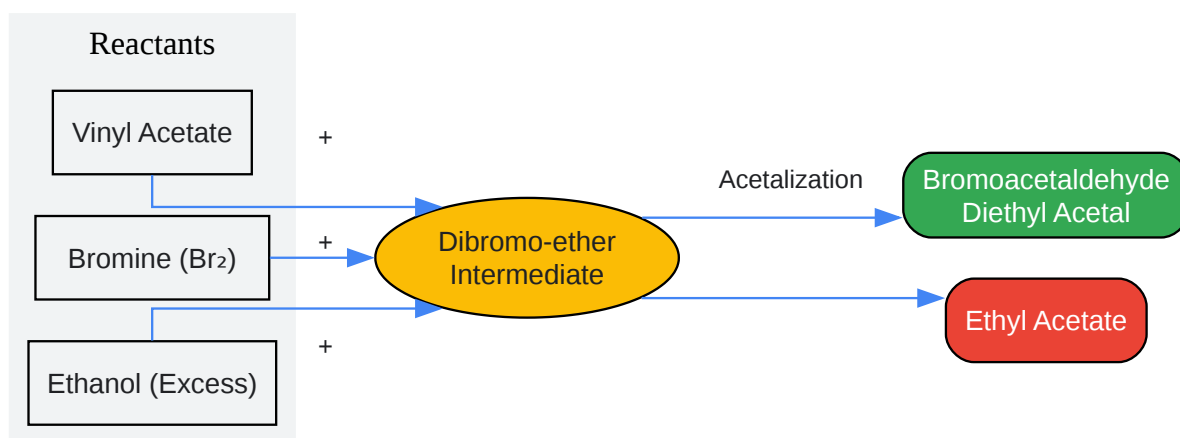 Reactants
Vinyl Acetate
+
Bromine (Br₂)
+
Ethanol (Excess)
+
Dibromo-ether
Intermediate
Acetalization
Bromoacetaldehyde
Diethyl Acetal
Ethyl Acetate